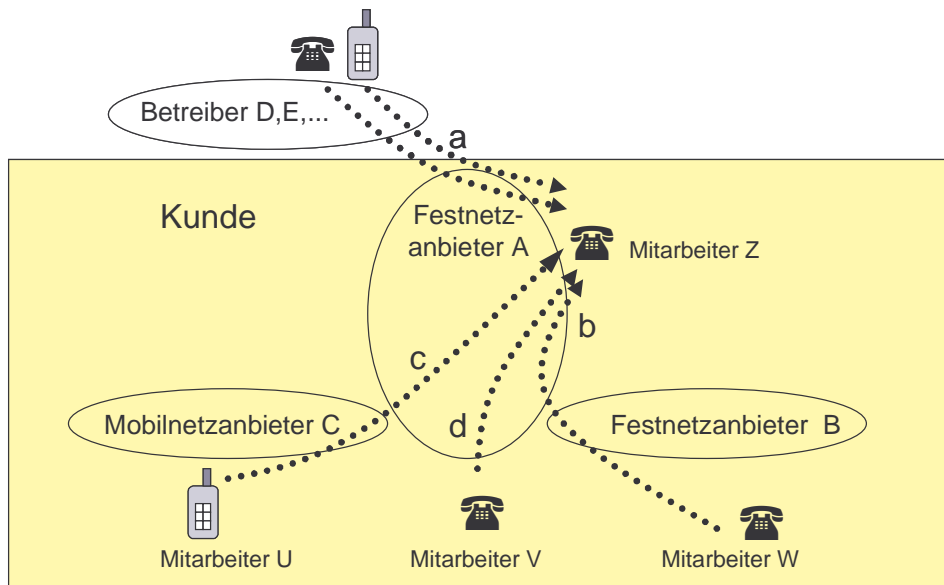 Betreiber D,E,...
a
Kunde
Festnetz-
anbieter A
Mitarbeiter Z
b
c
Mobilnetzanbieter C
d
Festnetzanbieter B
Mitarbeiter U
Mitarbeiter V
Mitarbeiter W